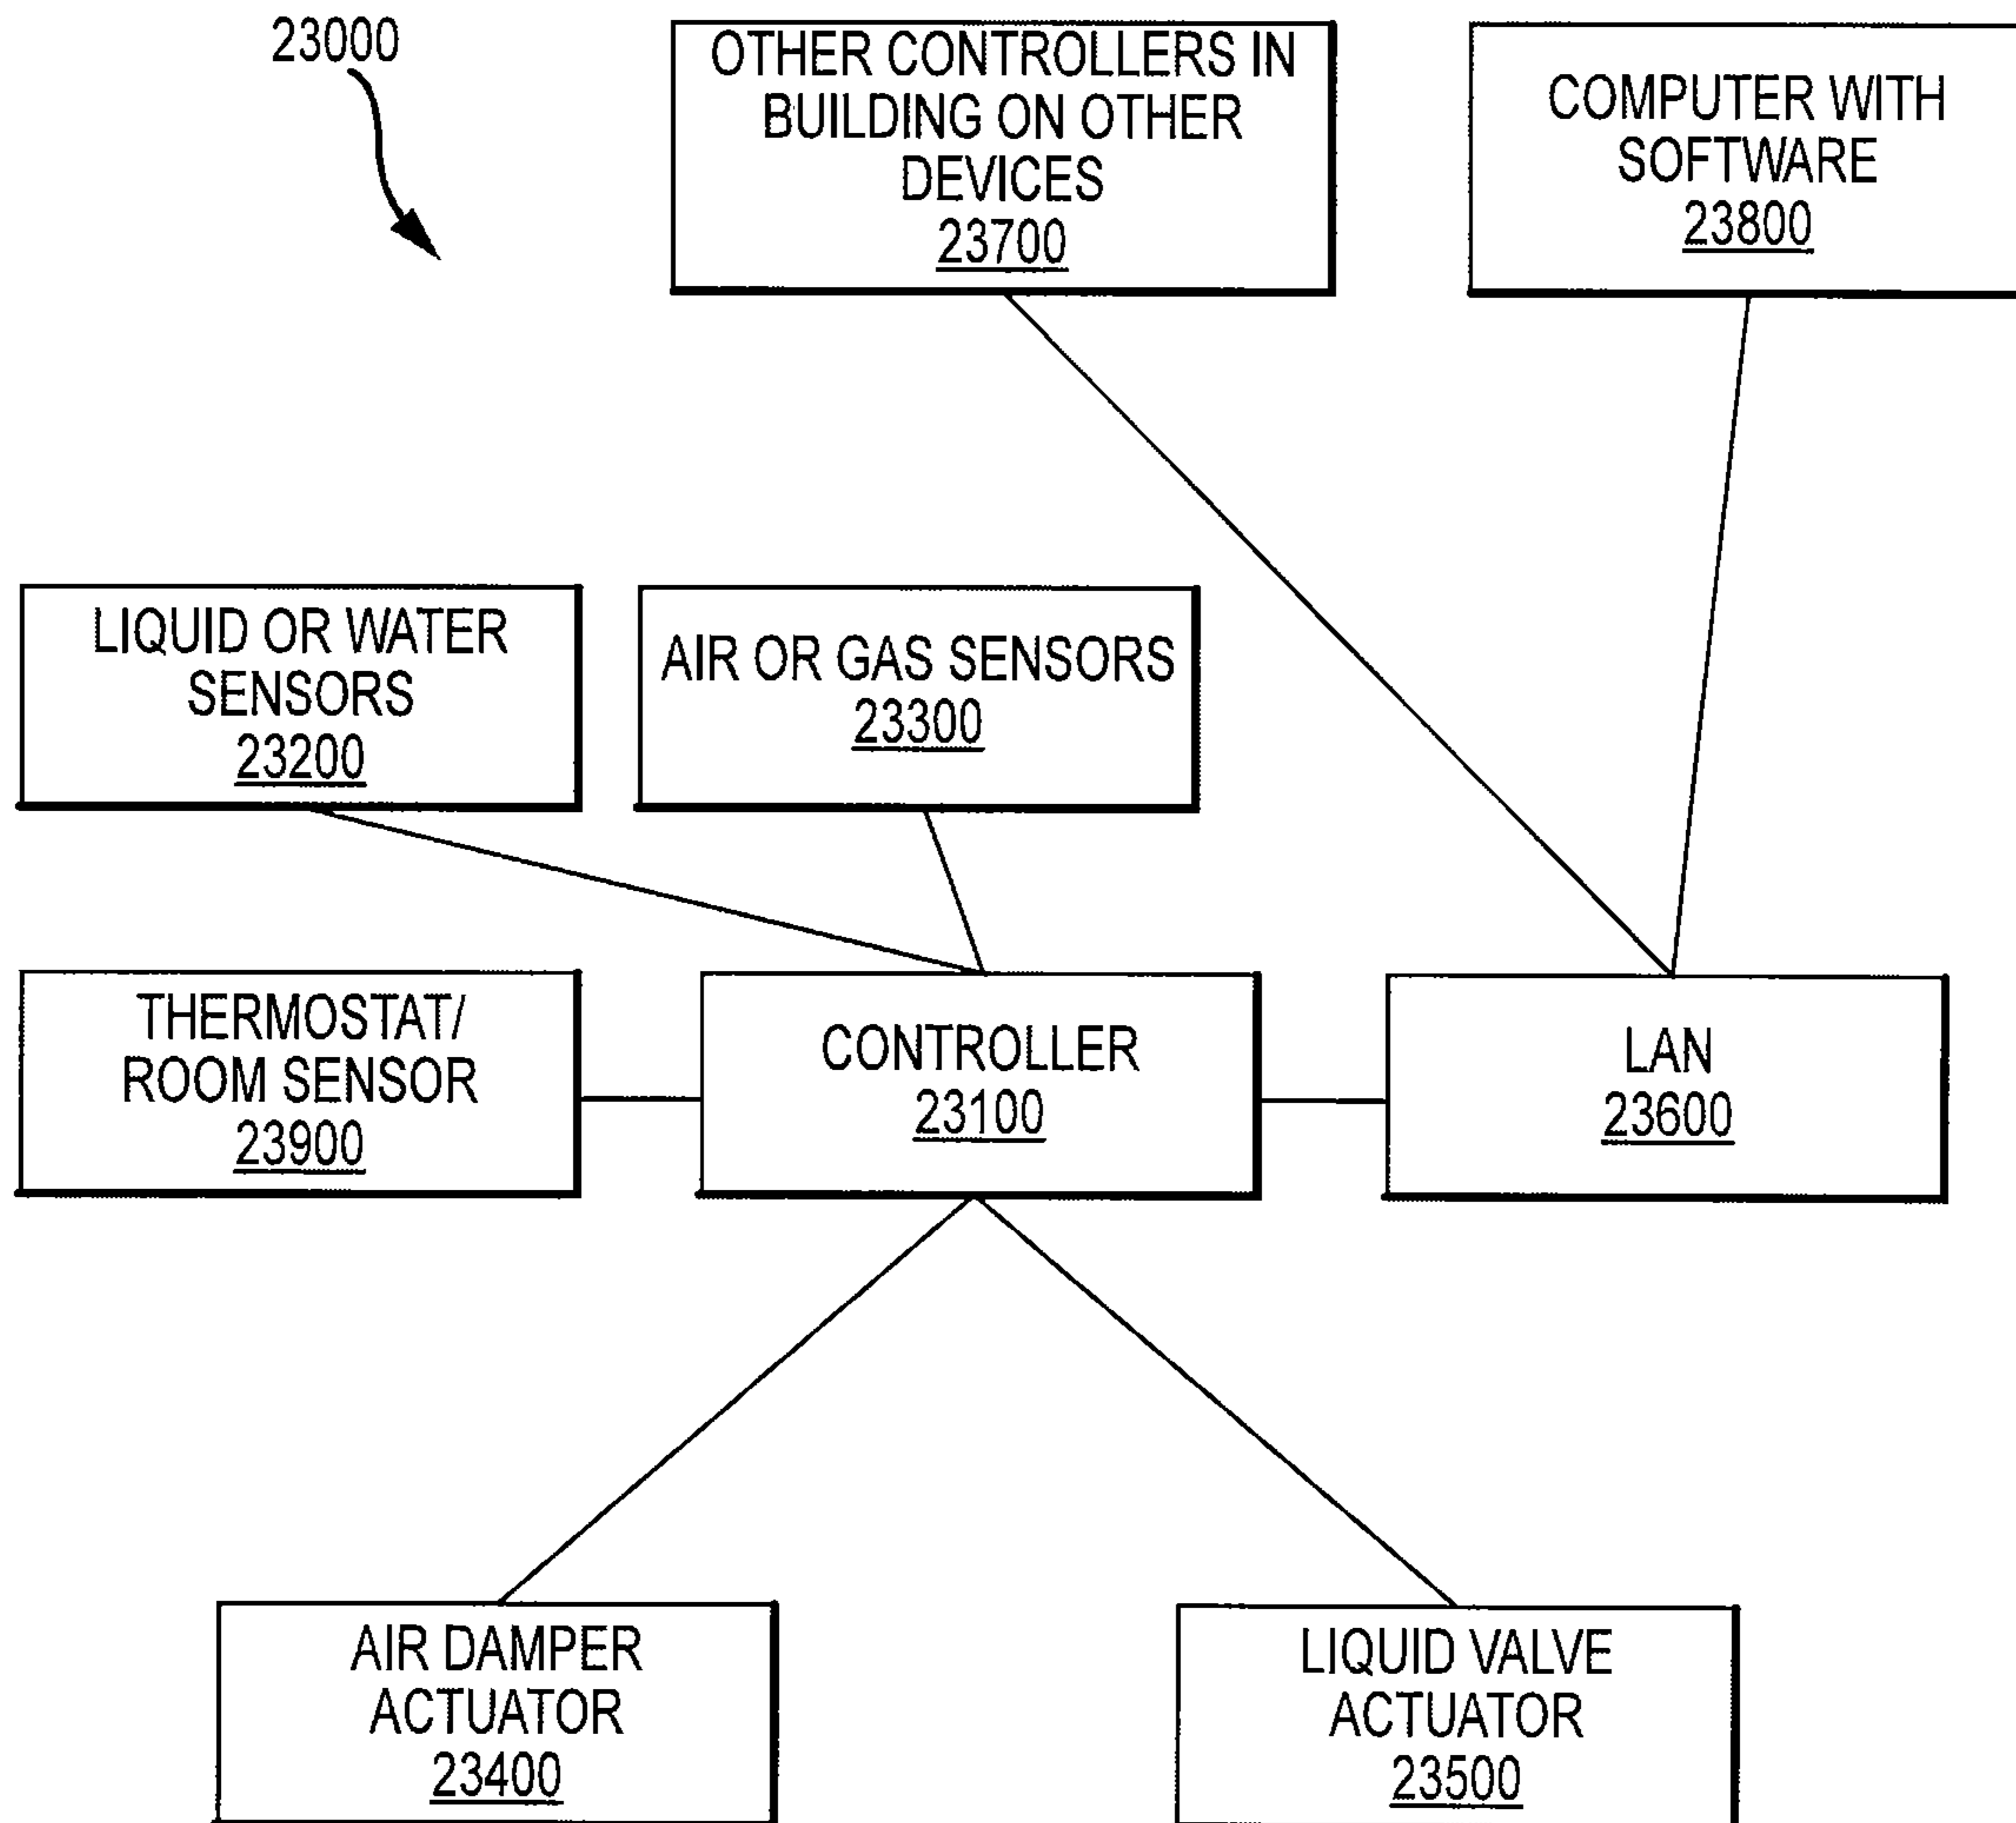 23000
OTHER CONTROLLERS IN
BUILDING ON OTHER
DEVICES
23700
COMPUTER WITH
SOFTWARE
23800
LIQUID OR WATER
SENSORS
23200
AIR OR GAS SENSORS
23300
THERMOSTAT/
ROOM SENSOR
23900
CONTROLLER
23100
LAN
23600
AIR DAMPER
ACTUATOR
23400
LIQUID VALVE
ACTUATOR
23500